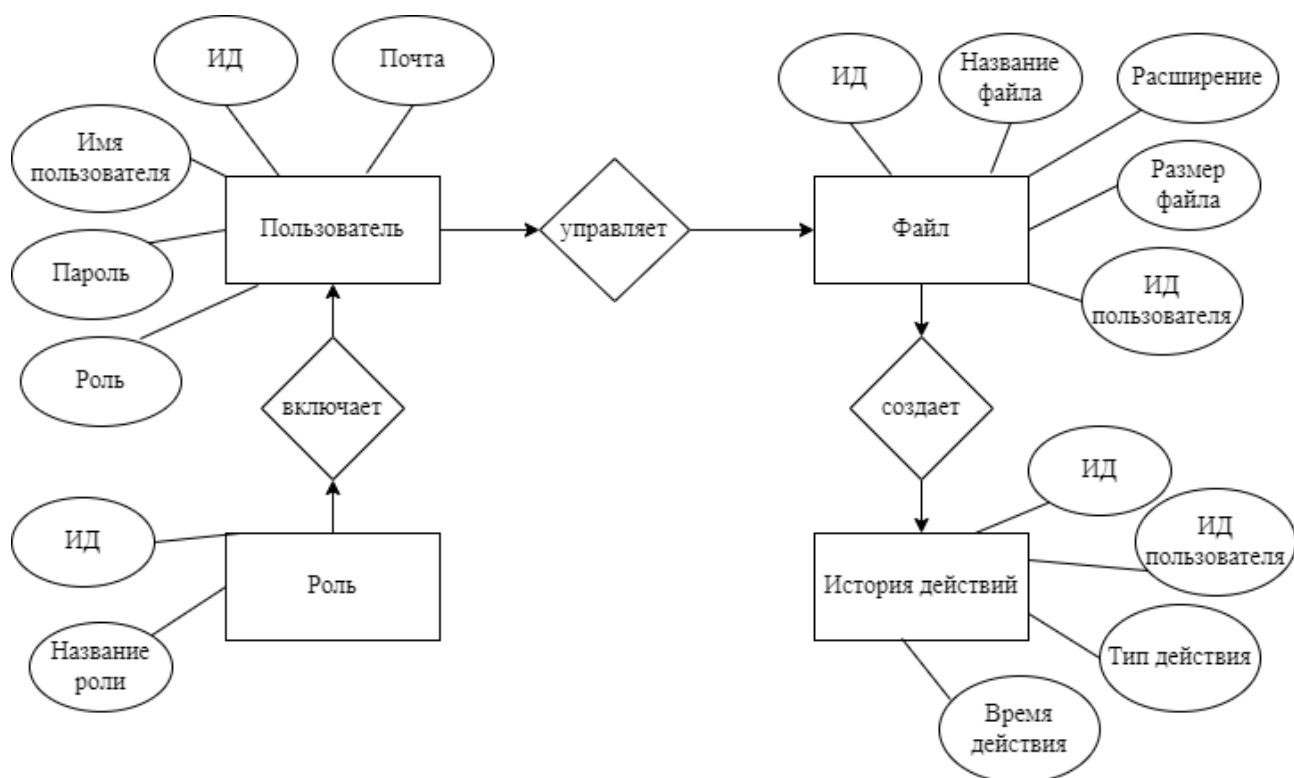 ИД
Почта
Имя
пользователя
Пользователь
Пароль
Роль
управляет
ИД
Название
файла
Расширение
Размер
файла
Файл
ИД
пользователя
включает
создает
ИД
Роль
Название
роли
ИД
ИД
пользователя
История действий
Тип действия
Время
действия